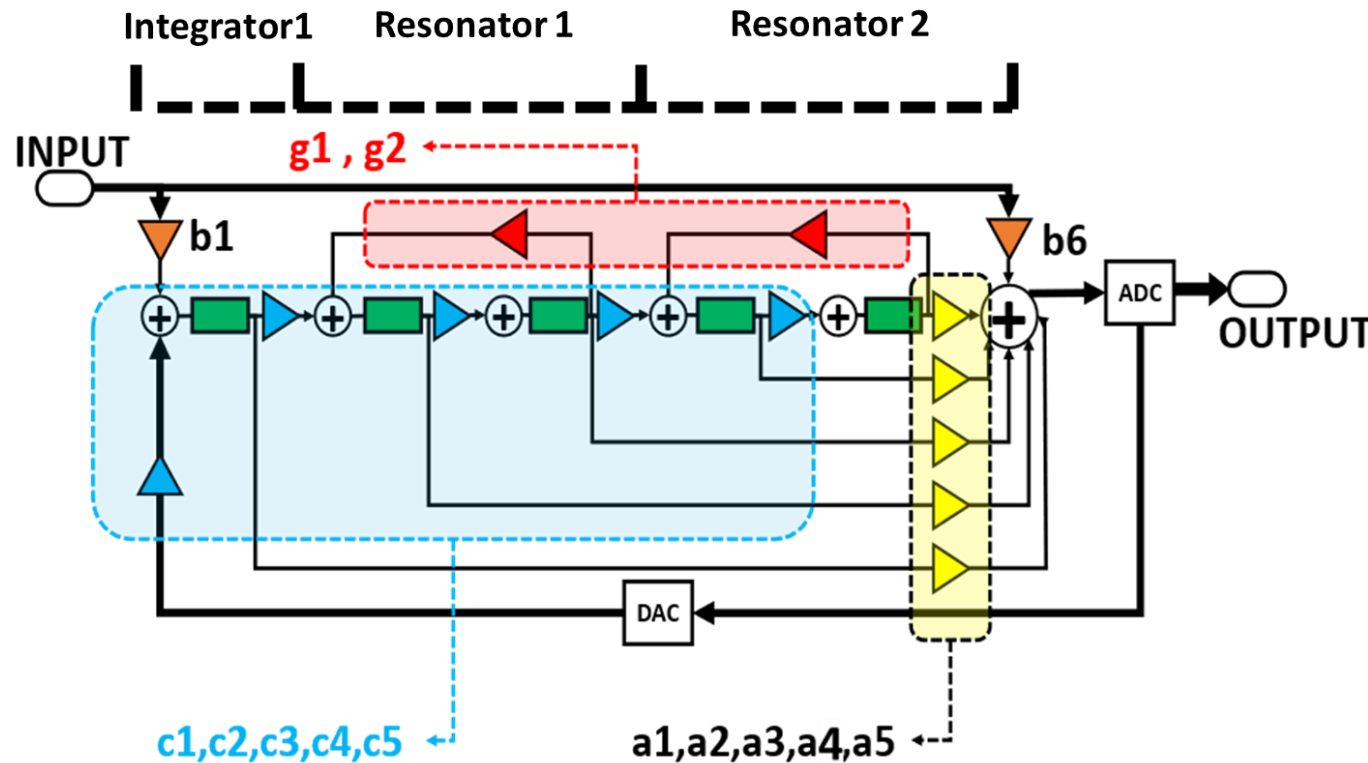 Integrator1 Resonator 1 Resonator 2
INPUT
g1 , g2
b1
b6
ADC
OUTPUT
DAC
c1,c2,c3,c4,c5
a1,a2,a3,a4,a5